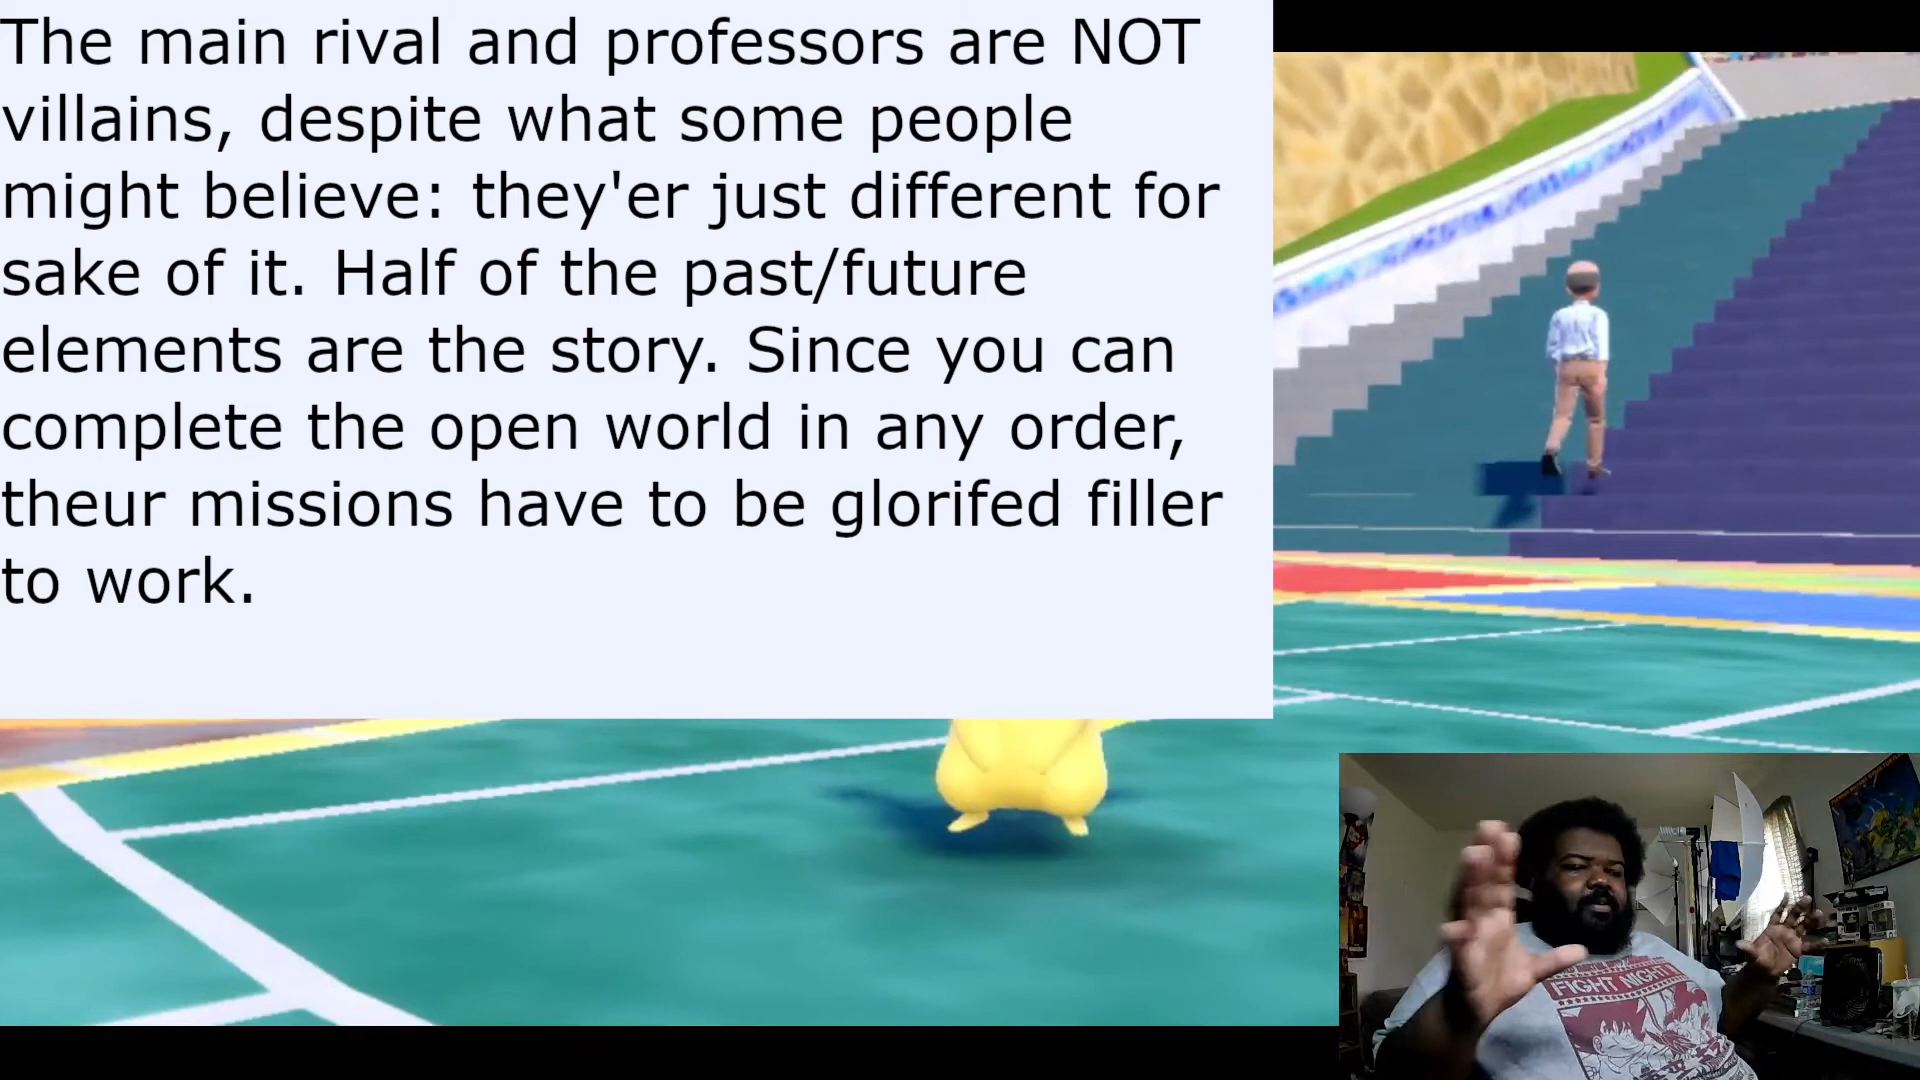 The main rival and professors are NOT
villains, despite what some people
might believe: they'er just different for
sake of it. Half of the past/future
elements are the story. Since you can
complete the open world in any order,
theur missions have to be glorifed filler
to work.
FIGHT NIGHT